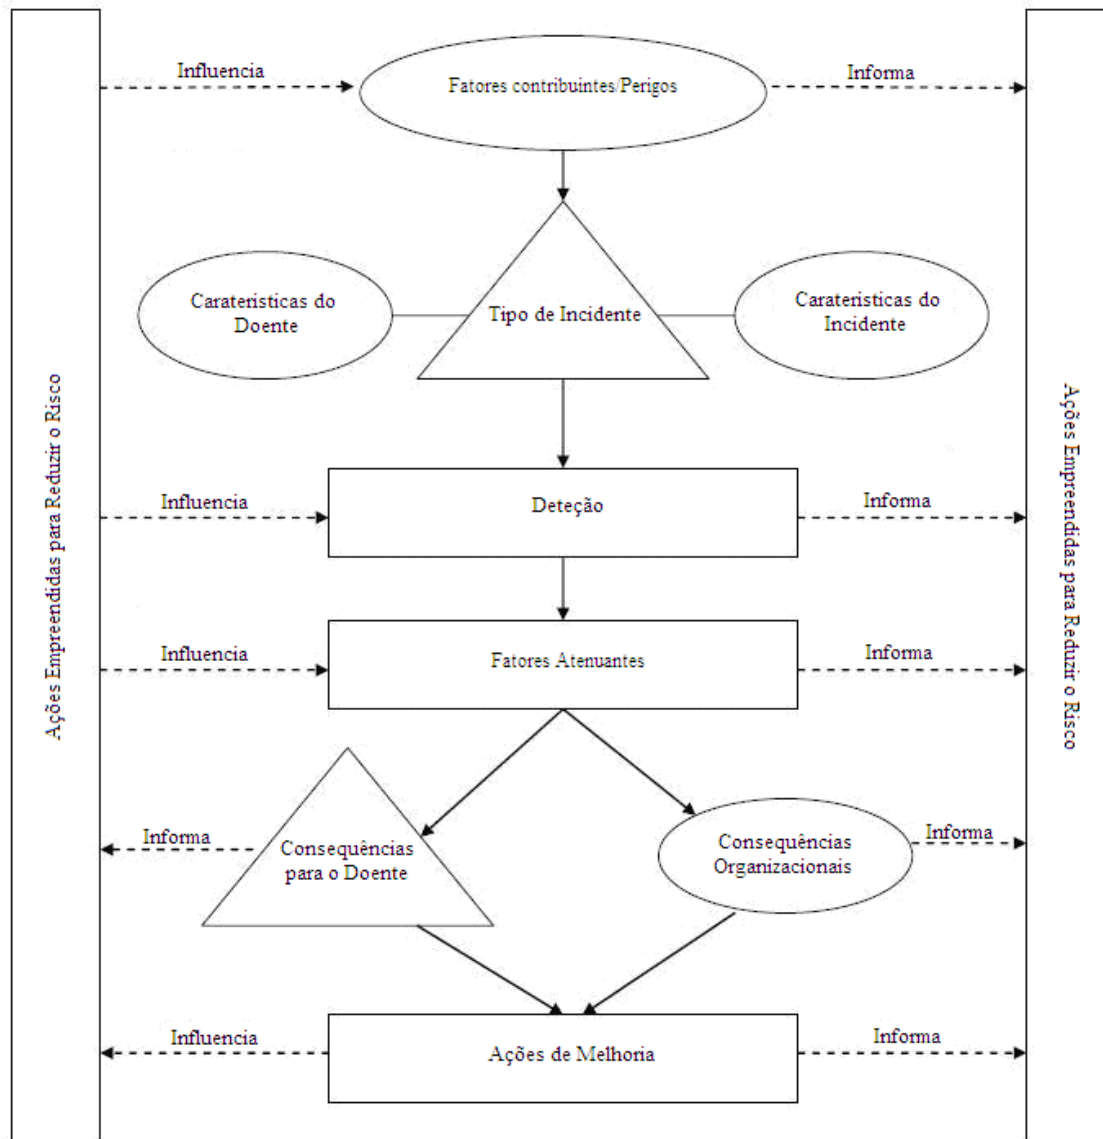 Influencia
Fatores contribuintes/Perigos
Informa
Carateristicas do
Doente
Tipo de Incidente
Carateristicas do
Incidente
Ações Empreendidas para Reduzir o Risco
Ações Empreendidas para Reduzir o Risco
Influencia
Deteção
Informa
Influencia
Fatores Atenuantes
Informa
Informa
Consequências
para o Doente
Consequências
Organizacionais
Informa
Influencia
Ações de Melhoria
Informa